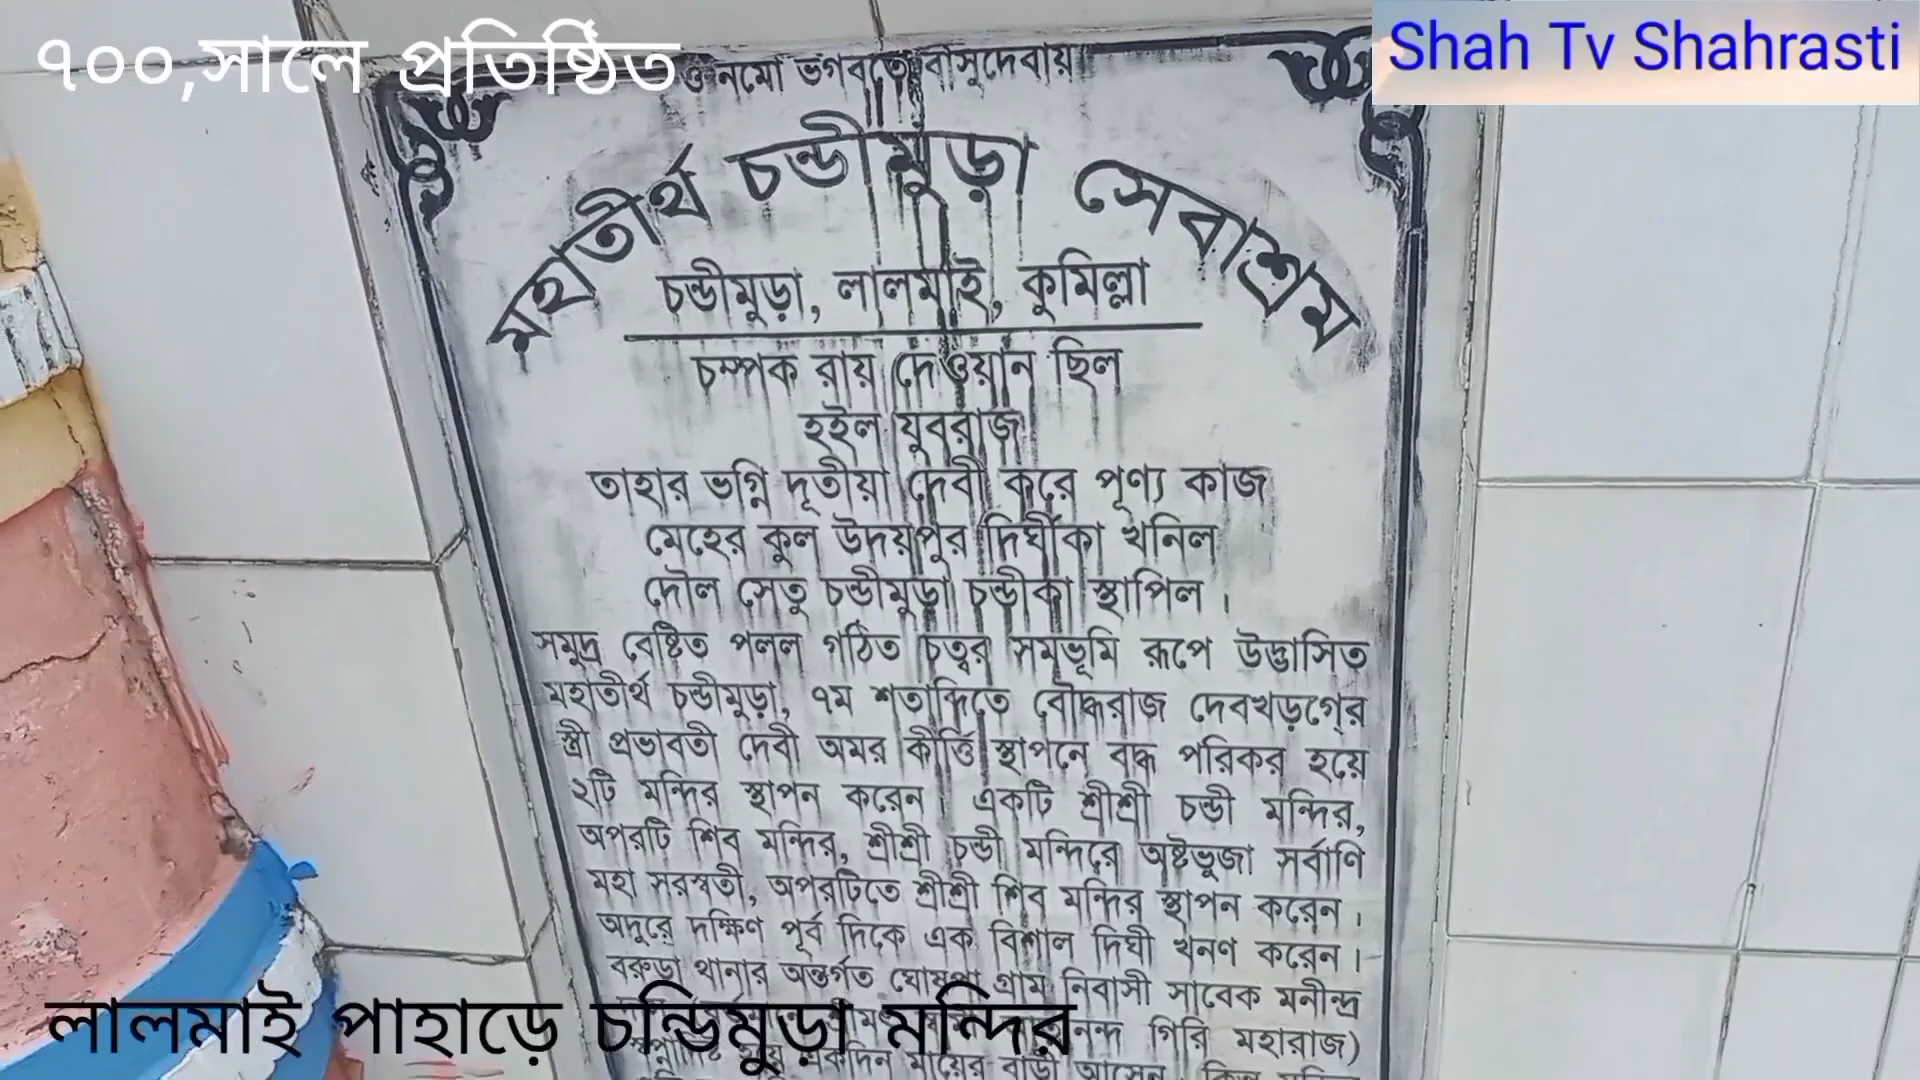 ৭০০,সালে প্রতিষ্ঠিত
Shah Tv Shahrasti
ওঁ নমো ভগবতে বাসুদেবায়
মহাতীর্থ চন্ডীমুড়া সেবাশ্রম
চন্ডীমুড়া, লালমাই, কুমিল্লা
চম্পক রায় দেওয়ান ছিল
হইল যুবরাজ
তাহার ভগ্নি দূতীয়া দেবী করে পূণ্য কাজ
মেহের কুল উদয়পুর দির্ঘীকা খনিল
দৌল সেতু চন্ডীমুড়া চন্ডীকা স্থাপিল ।
সমুদ্র বেষ্টিত পলল গঠিত চত্বর সমভূমি রূপে উদ্ভাসিত
মহাতীর্থ চন্ডীমুড়া, ৭ম শতাব্দিতে বৌদ্ধরাজ দেবখড়গের
স্ত্রী প্রভাবতী দেবী অমর কীর্ত্তি স্থাপনে বদ্ধ পরিকর হয়ে
২টি মন্দির স্থাপন করেন । একটি শ্রীশ্রী চন্ডী মন্দির,
অপরটি শিব মন্দির, শ্রীশ্রী চন্ডী মন্দিরে অষ্টভুজা সর্বাণি
মহা সরস্বতী, অপরটিতে শ্রীশ্রী শিব মন্দির স্থাপন করেন ।
অদুরে দক্ষিণ পূর্ব দিকে এক বিশাল দিঘী খনণ করেন ।
বরুড়া থানার অন্তর্গত ঘোষপা গ্রাম নিবাসী সাবেক মনীন্দ্র
গিরি মহারাজ)
একদিন মায়ের বাড়ী আসেন
লালমাই পাহাড়ে চন্ডিমুড়া মন্দির